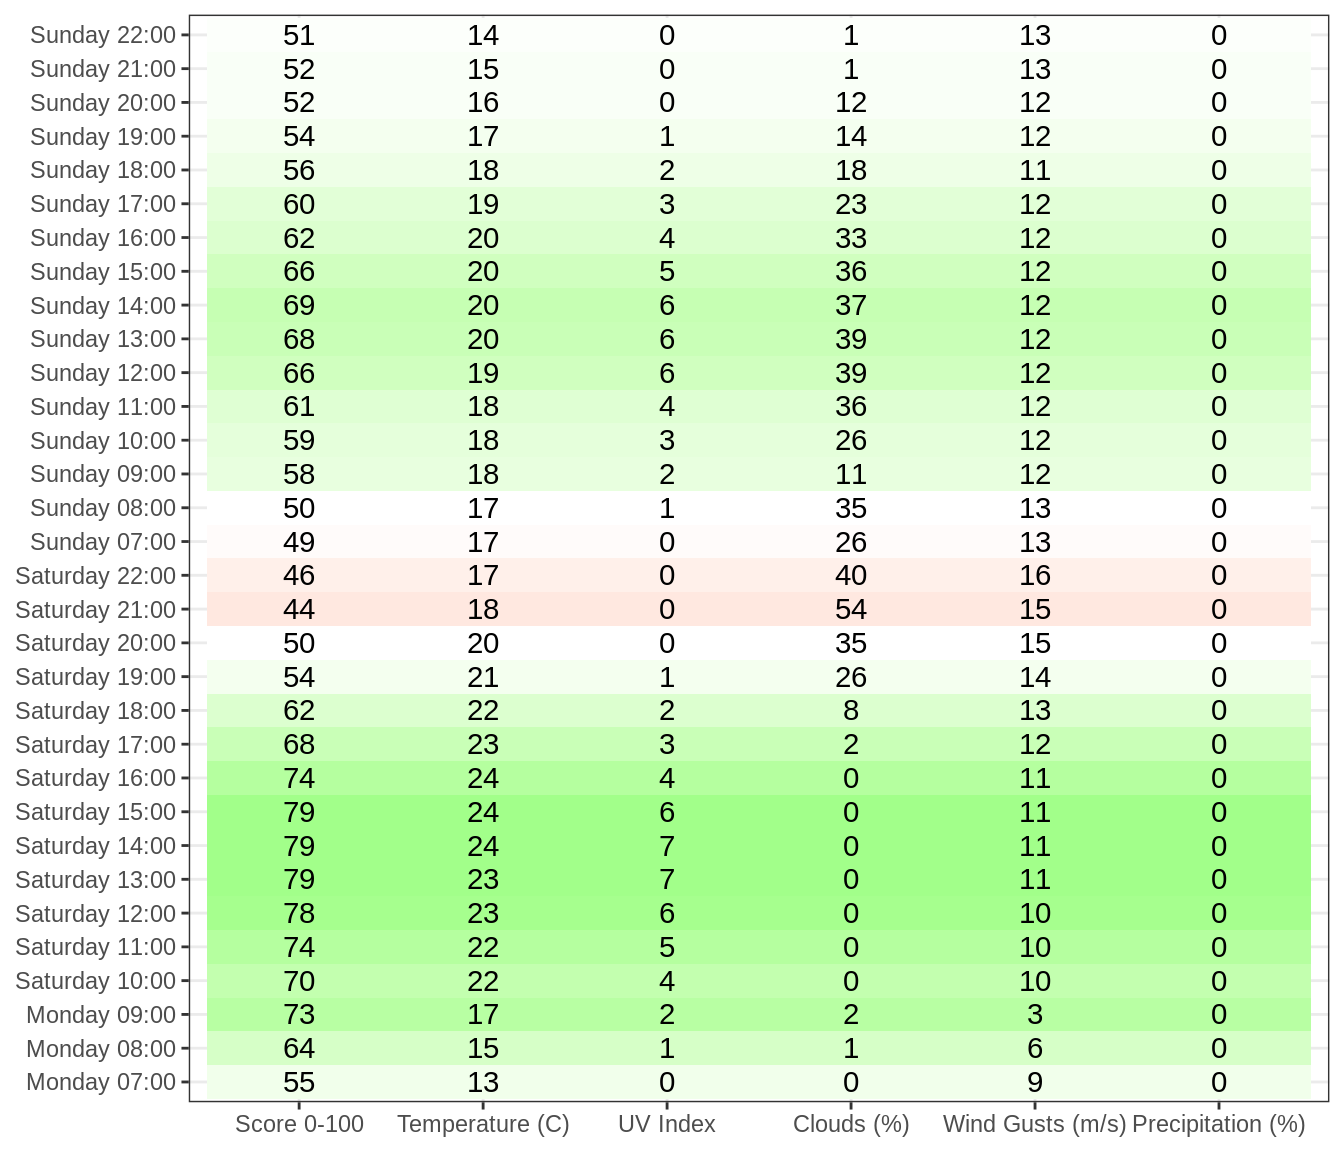 Sunday 22:00 51 14 0 1 13 0
Sunday 21:00 52 15 0 1 13 0
Sunday 20:00 52 16 0 12 12 0
Sunday 19:00 54 17 1 14 12 0
Sunday 18:00 56 18 2 18 11 0
Sunday 17:00 60 19 3 23 12 0
Sunday 16:00 62 20 4 33 12 0
Sunday 15:00 66 20 5 36 12 0
Sunday 14:00 69 20 6 37 12 0
Sunday 13:00 68 20 6 39 12 0
Sunday 12:00 66 19 6 39 12 0
Sunday 11:00 61 18 4 36 12 0
Sunday 10:00 59 18 3 26 12 0
Sunday 09:00 58 18 2 11 12 0
Sunday 08:00 50 17 1 35 13 0
Sunday 07:00 49 17 0 26 13 0
Saturday 22:00 46 17 0 40 16 0
Saturday 21:00 44 18 0 54 15 0
Saturday 20:00 50 20 0 35 15 0
Saturday 19:00 54 21 1 26 14 0
Saturday 18:00 62 22 2 8 13 0
Saturday 17:00 68 23 3 2 12 0
Saturday 16:00 74 24 4 0 11 0
Saturday 15:00 79 24 6 0 11 0
Saturday 14:00 79 24 7 0 11 0
Saturday 13:00 79 23 7 0 11 0
Saturday 12:00 78 23 6 0 10 0
Saturday 11:00 74 22 5 0 10 0
Saturday 10:00 70 22 4 0 10 0
Monday 09:00 73 17 2 2 3 0
Monday 08:00 64 15 1 1 6 0
Monday 07:00 55 13 0 0 9 0
Score 0-100 Temperature (C) UV Index Clouds (%) Wind Gusts (m/s) Precipitation (%)